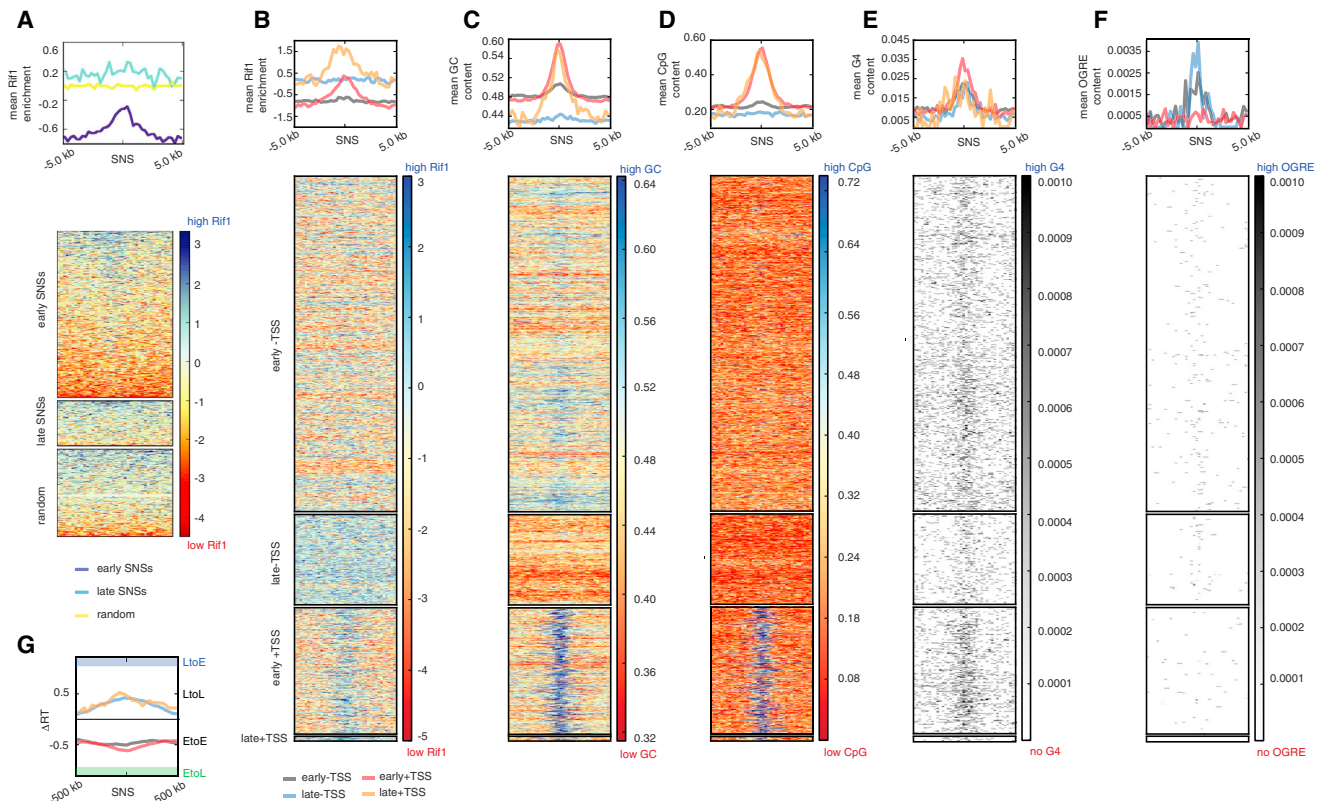 A
B
C
D
E
F
mean Rif1 enrichment
0.6
0.2
-0.2
-0.6
-5.0 kb
SNS
5.0 kb
mean Rif1 enrichment
1.5
0.5
-0.5
-1.5
-5.0 kb
SNS
5.0 kb
mean GC content
0.60
0.56
0.52
0.48
0.44
-5.0 kb
SNS
5.0 kb
mean CpG content
0.60
0.40
0.20
-5.0 kb
SNS
5.0 kb
mean G4 content
0.045
0.035
0.025
0.015
0.005
-5.0 kb
SNS
5.0 kb
mean OGRE content
0.0035
0.0025
0.0015
0.0005
-5.0 kb
SNS
5.0 kb
early SNSs
late SNSs
random
high Rif1
3
2
1
0
-1
-2
-3
-4
low Rif1
early SNSs
late SNSs
random
early -TSS
late-TSS
early +TSS
late+TSS
high Rif1
3
2
1
0
-1
-2
-3
-4
-5
low Rif1
high GC
0.64
0.60
0.56
0.52
0.48
0.44
0.40
0.36
0.32
low GC
high CpG
0.72
0.64
0.56
0.48
0.40
0.32
0.24
0.18
0.08
low CpG
high G4
0.0010
0.0009
0.0008
0.0007
0.0006
0.0005
0.0004
0.0003
0.0002
0.0001
no G4
high OGRE
0.0010
0.0009
0.0008
0.0007
0.0006
0.0005
0.0004
0.0003
0.0002
0.0001
no OGRE
G
ΔRT
0.5
-0.5
LtoE
LtoL
EtoE
EtoL
-500 kb
SNS
500 kb
early-TSS
early+TSS
late-TSS
late+TSS